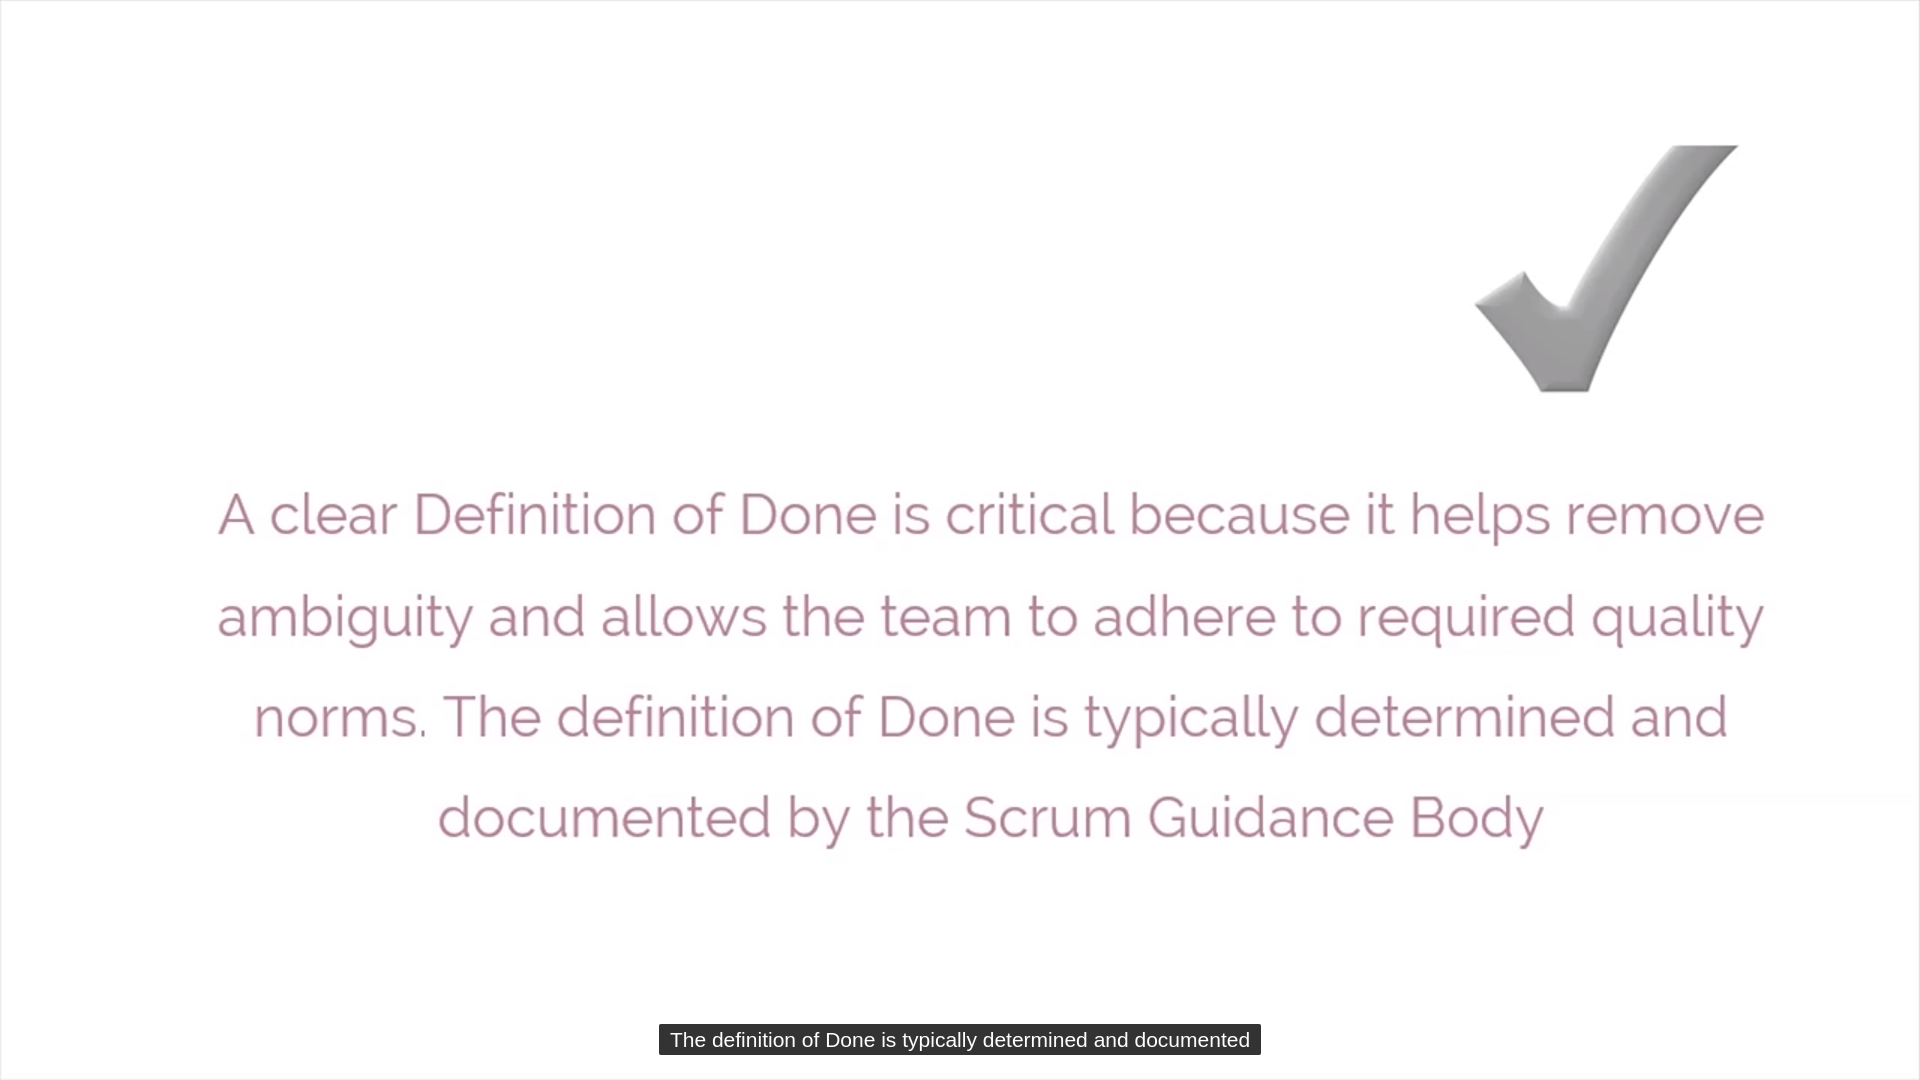 A clear Definition of Done is critical because it helps remove
ambiguity and allows the team to adhere to required quality
norms. The definition of Done is typically determined and
documented by the Scrum Guidance Body
The definition of Done is typically determined and documented